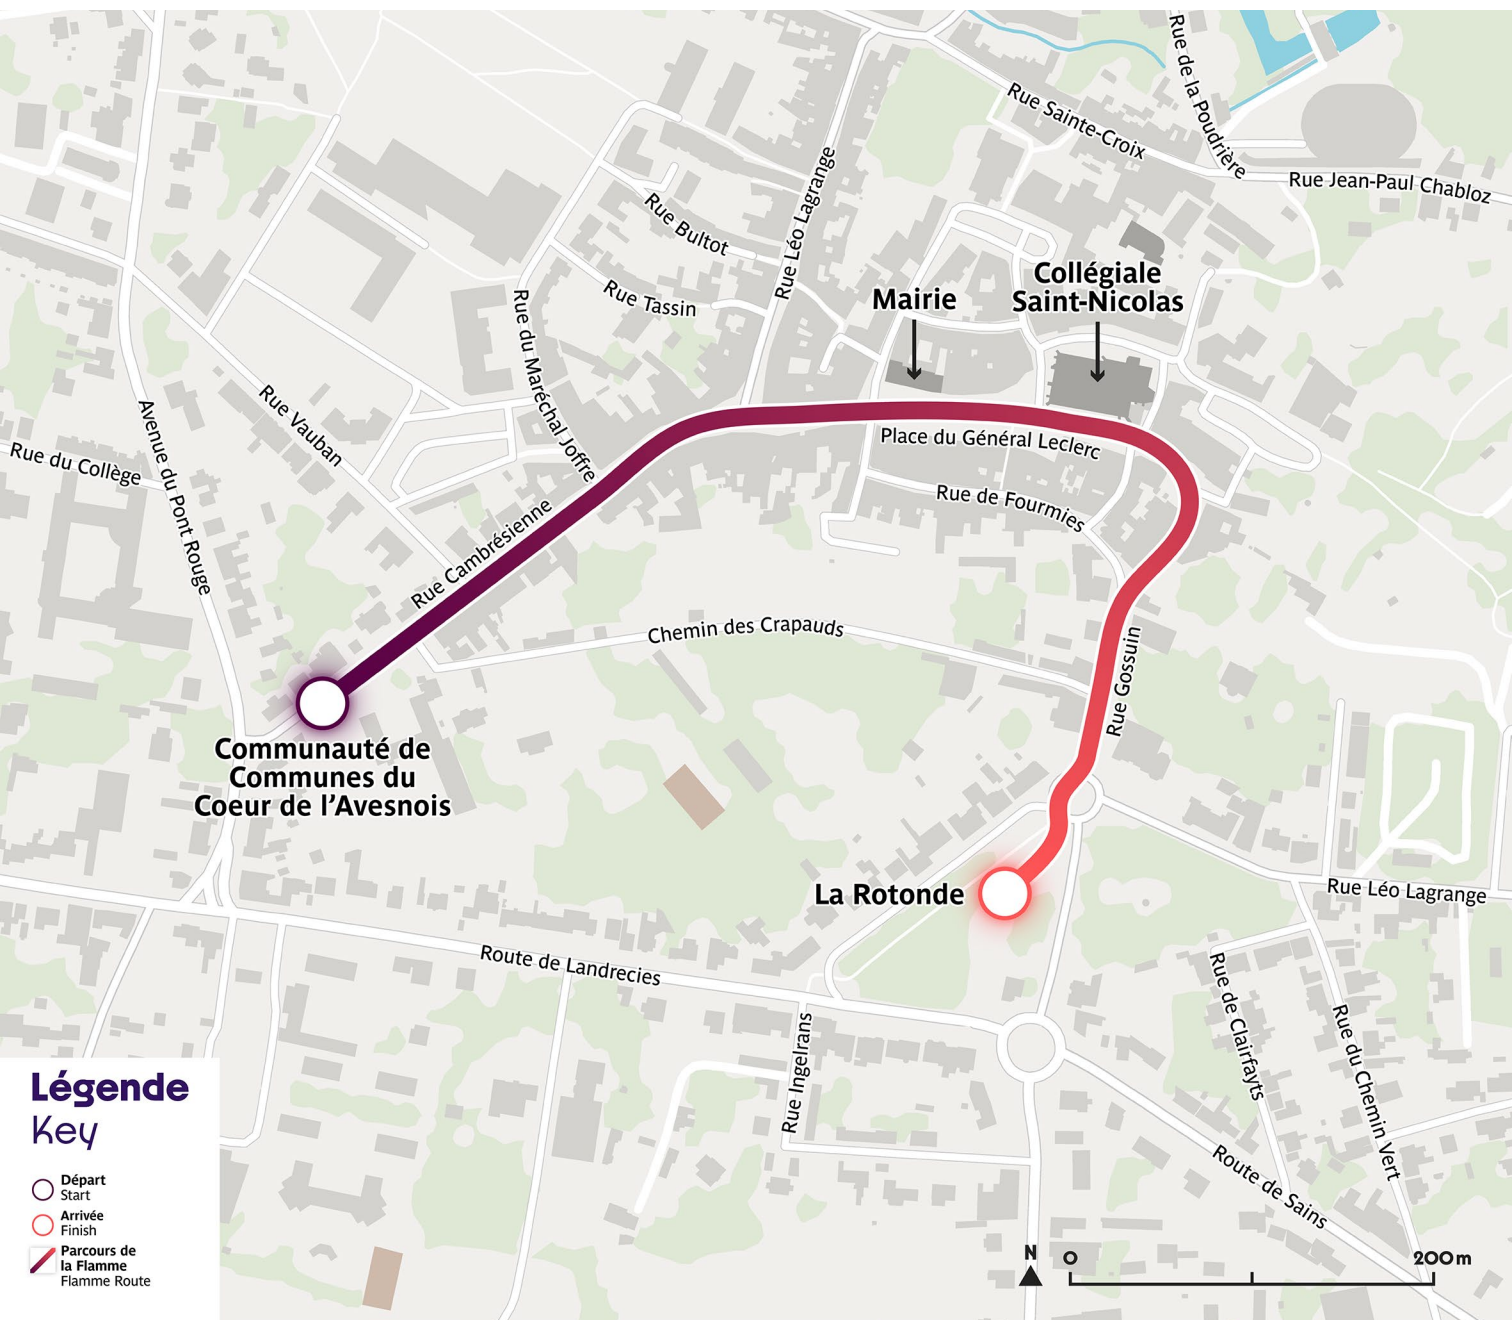 Rue de la Poudrière
Rue Sainte-Croix
Rue Jean-Paul Chabloz
Rue Léo Lagrange
Rue Bultot
Rue Tassin
Mairie
Collégiale
Saint-Nicolas
Rue du Maréchal Joffre
Rue Vauban
Avenue du Pont Rouge
Rue du Collège
Place du Général Leclerc
Rue de Fourmies
Rue Cambrésienne
Chemin des Crapauds
Rue Gossuin
Communauté de
Communes du
Coeur de l'Avesnois
La Rotonde
Rue Léo Lagrange
Route de Landrecies
Rue de Clairfayts
Rue du Chemin Vert
Rue Ingelrans
Route de Sains
Légende
Key
Départ
Start
Arrivée
Finish
Parcours de
la Flamme
Flamme Route
N
0
200 m